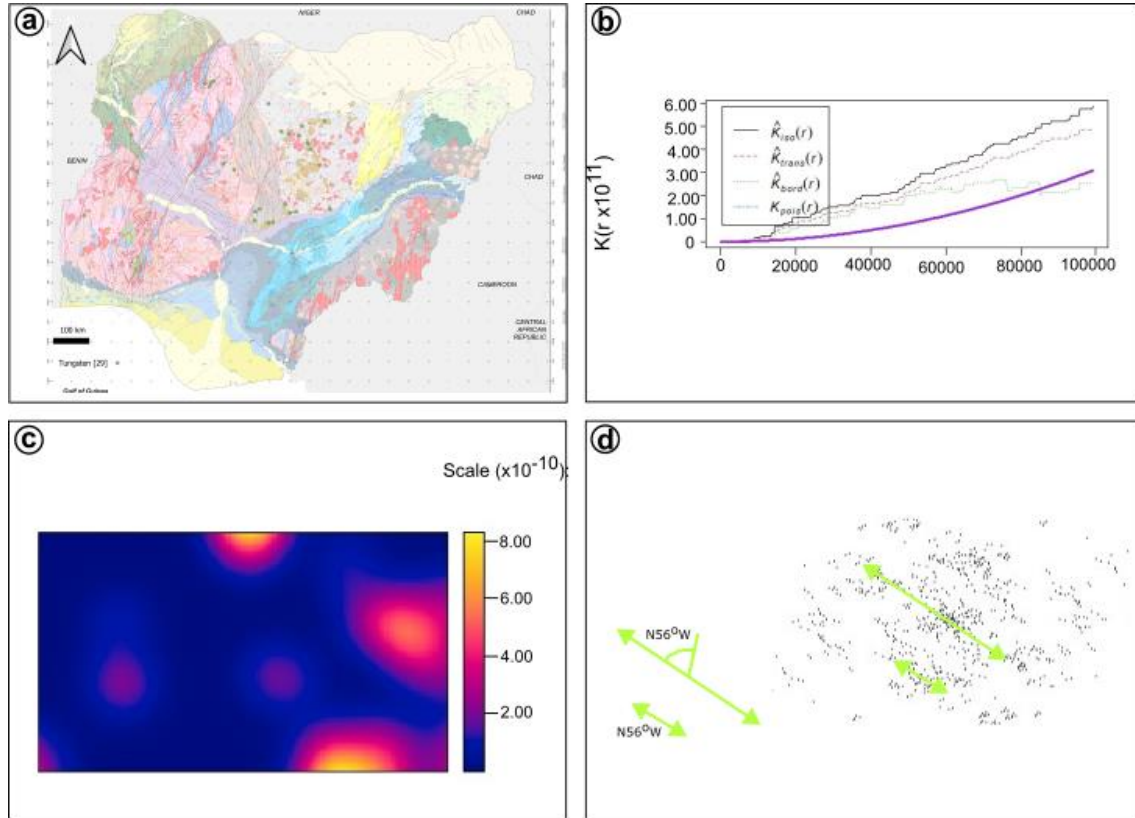 a
NIGER
CHAD
BENIN
CHAD
CAMEROON
CENTRAL
AFRICAN
REPUBLIC
100 km
Tungsten [29]
Gulf of Guinea
b
K(r x10¹¹)
6.00
5.00
4.00
3.00
2.00
1.00
0
K̂iso(r)
K̂trans(r)
K̂bord(r)
Kpois(r)
0 20000 40000 60000 80000 100000
c
Scale (x10⁻¹⁰):
8.00
6.00
4.00
2.00
d
N56°W
N56°W